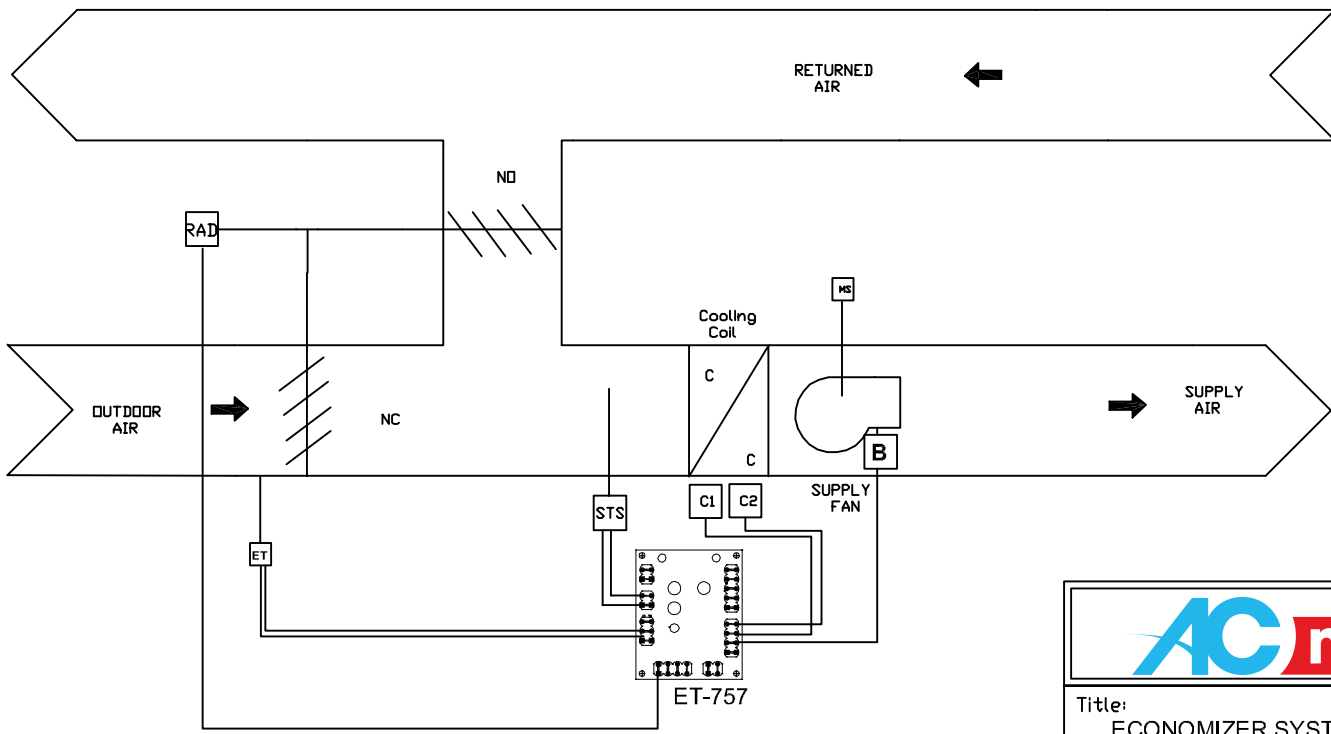 RETURNED
AIR
NO
RAD
MS
Cooling
Coil
C
C
OUTDOOR
AIR
NC
SUPPLY
AIR
B
SUPPLY
FAN
STS
C1
C2
ET
ET-757
AC
Title: